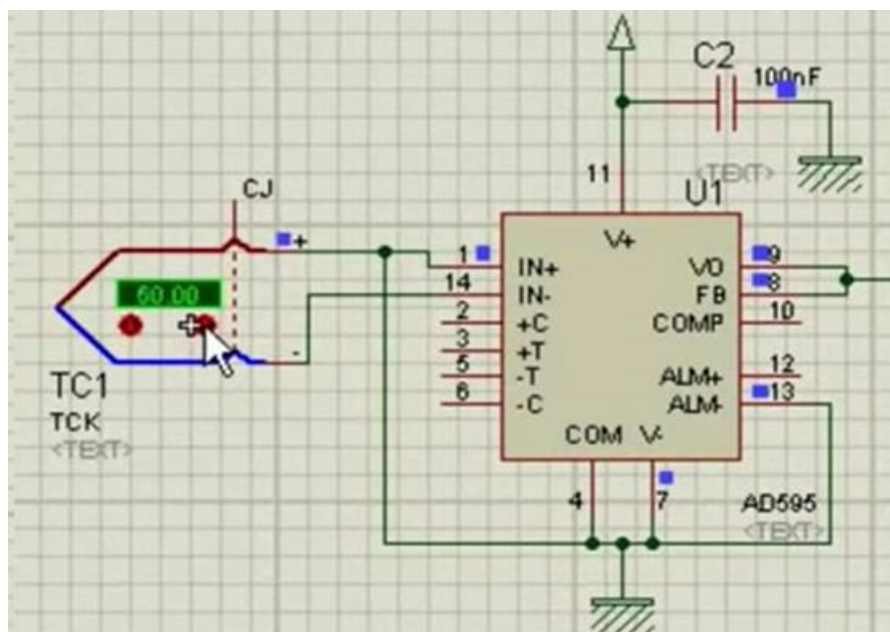 C2
100nF
<TEXT>
11
U1
CJ
+
V+
1
IN+
VO
9
14
IN-
FB
8
60.00
2
+C
COMP
10
3
+T
-
5
-T
ALM+
12
TC1
6
-C
ALM-
13
TCK
<TEXT>
COM
V-
4
7
AD595
<TEXT>